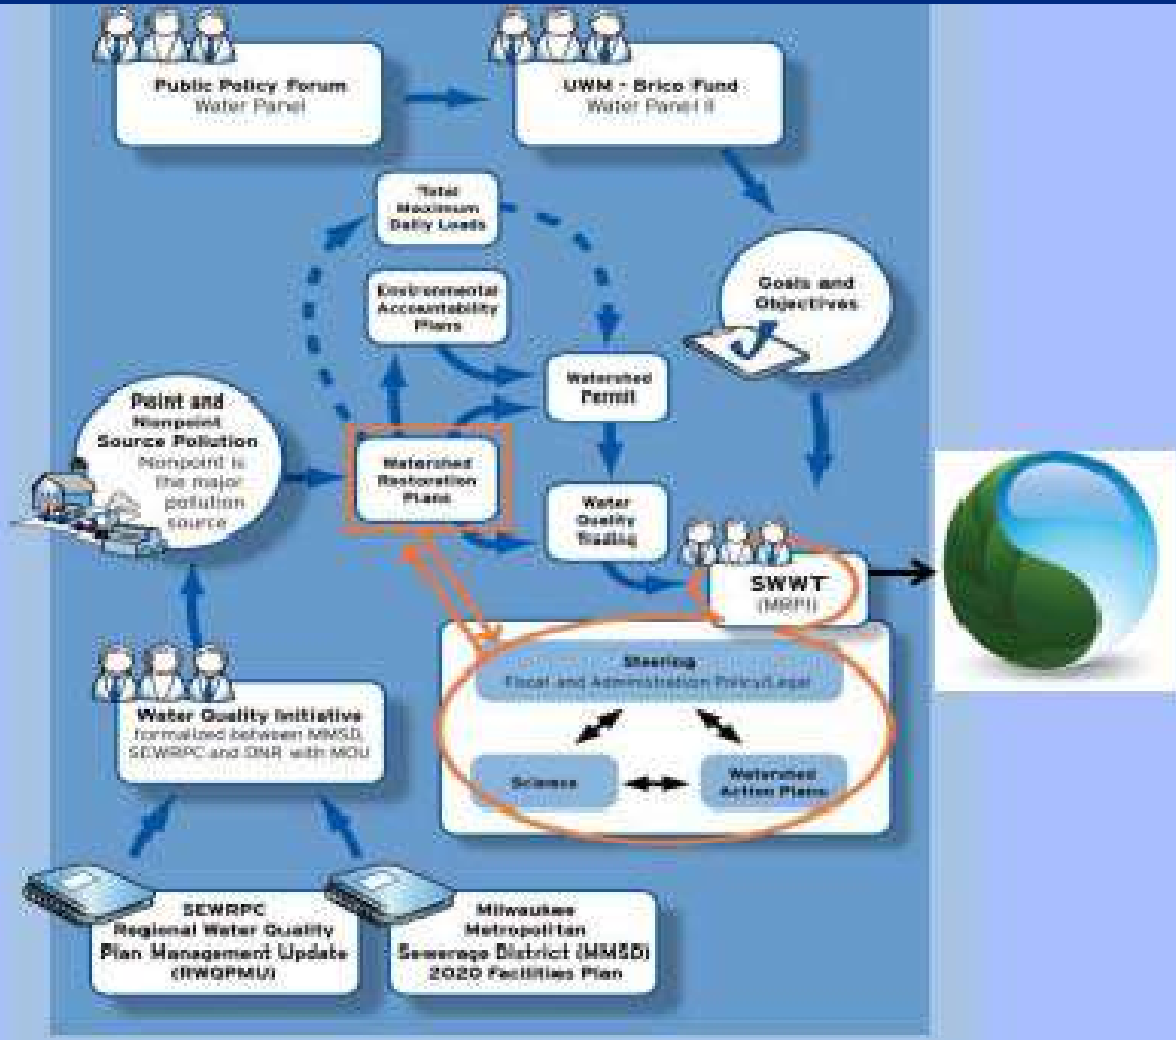 Public Policy Forum
Water Panel
UWM - Brico Fund
Water Panel II
Total
Maximum
Daily Loads
Environmental
Accountability
Plans
Goals and
Objectives
Watershed
Permit
Point and
Nonpoint
Source Pollution
Nonpoint is
the major
pollution
source
Watershed
Restoration
Plans
Water
Quality
Trading
SWWT
(MRPI)
Steering
Fiscal and Administration Policy/Legal
Science
Watershed
Action Plans
Water Quality Initiative
formalized between MMSD,
SEWRPC and DNR with MOU
SEWRPC
Regional Water Quality
Plan Management Update
(RWQPMU)
Milwaukee
Metropolitan
Sewerage District (MMSD)
2020 Facilities Plan